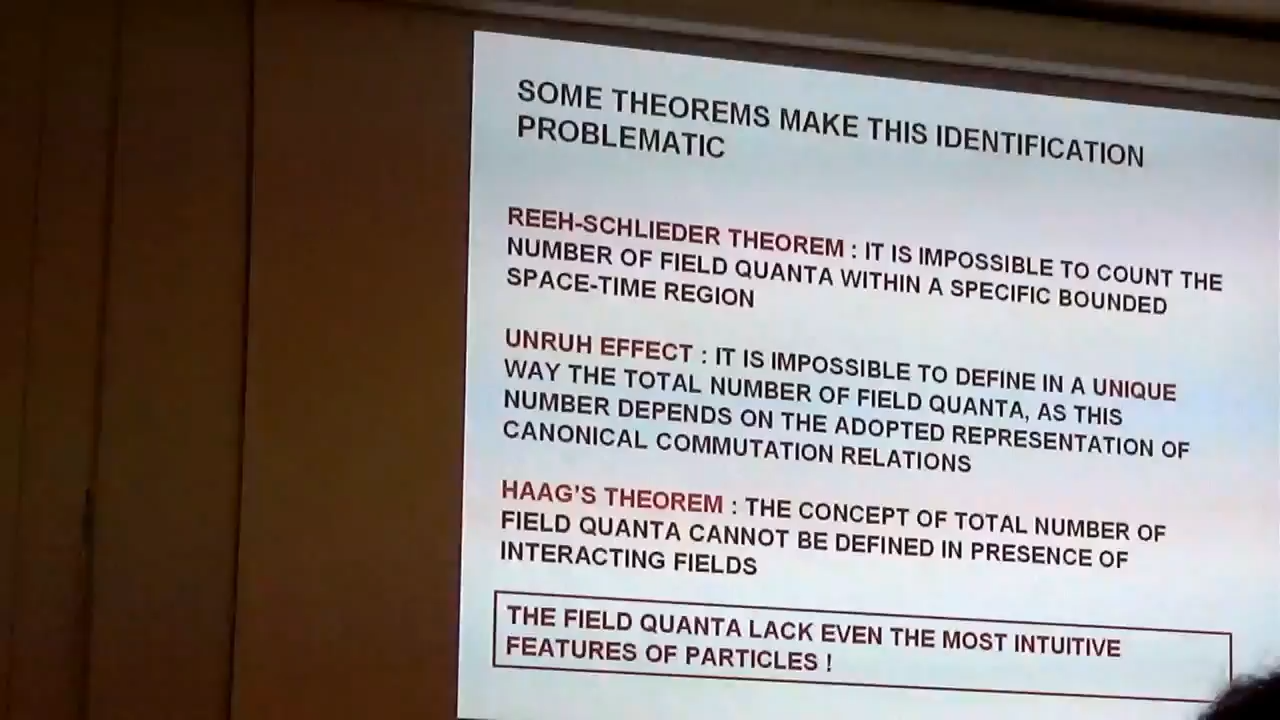 SOME THEOREMS MAKE THIS IDENTIFICATION
PROBLEMATIC
REEH-SCHLIEDER THEOREM : IT IS IMPOSSIBLE TO COUNT THE
NUMBER OF FIELD QUANTA WITHIN A SPECIFIC BOUNDED
SPACE-TIME REGION
UNRUH EFFECT : IT IS IMPOSSIBLE TO DEFINE IN A UNIQUE
WAY THE TOTAL NUMBER OF FIELD QUANTA, AS THIS
NUMBER DEPENDS ON THE ADOPTED REPRESENTATION OF
CANONICAL COMMUTATION RELATIONS
HAAG'S THEOREM : THE CONCEPT OF TOTAL NUMBER OF
FIELD QUANTA CANNOT BE DEFINED IN PRESENCE OF
INTERACTING FIELDS
THE FIELD QUANTA LACK EVEN THE MOST INTUITIVE
FEATURES OF PARTICLES !